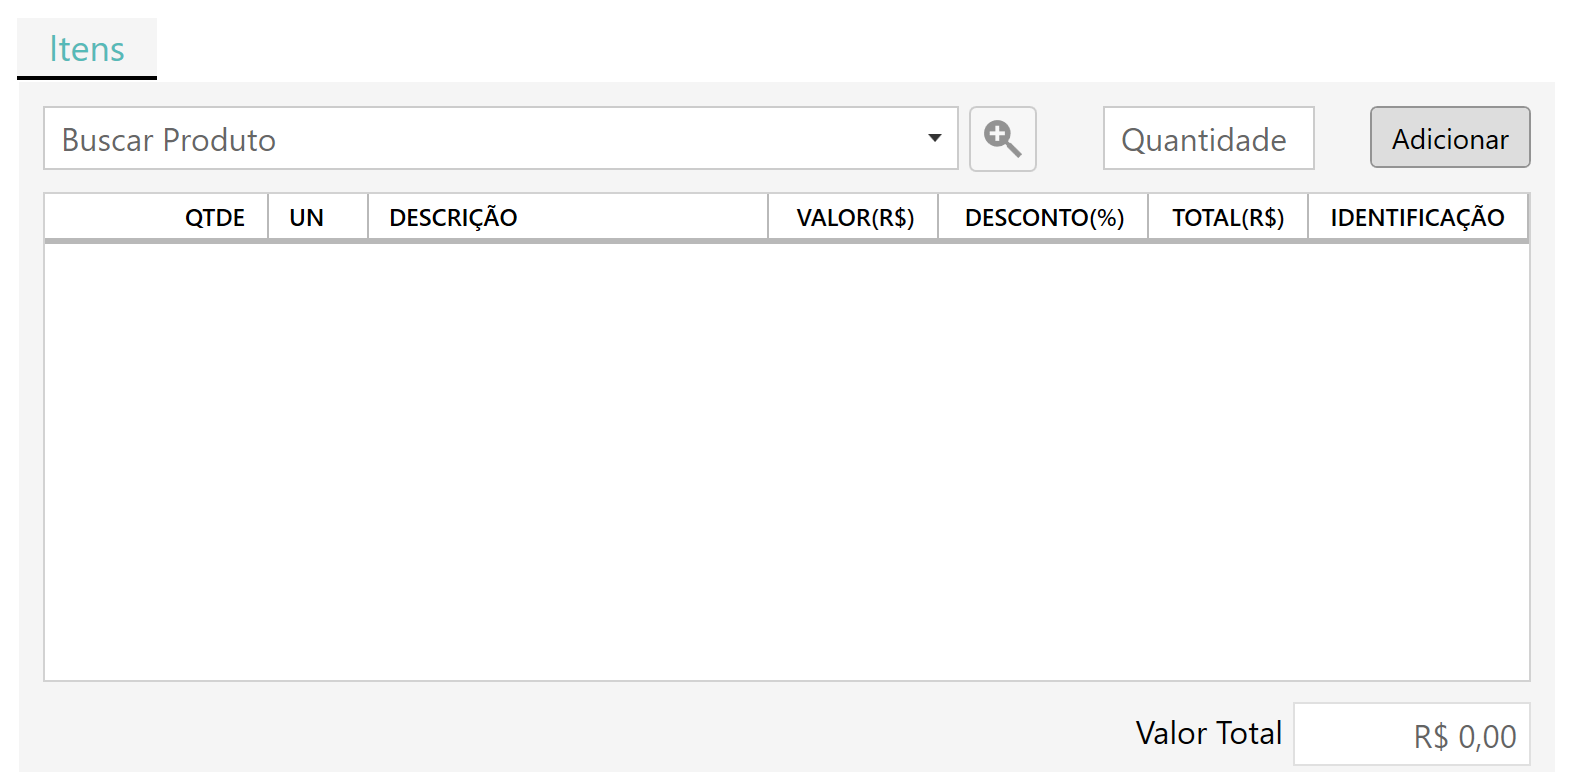 Itens
Buscar Produto Quantidade Adicionar
QTDE UN DESCRIÇÃO VALOR(R$) DESCONTO(%) TOTAL(R$) IDENTIFICAÇÃO
Valor Total R$ 0,00